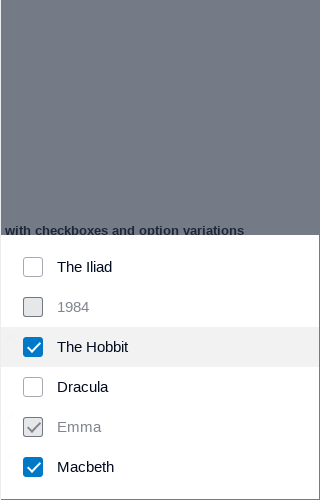 with checkboxes and option variations
The Iliad
1984
The Hobbit
Dracula
Emma
Macbeth